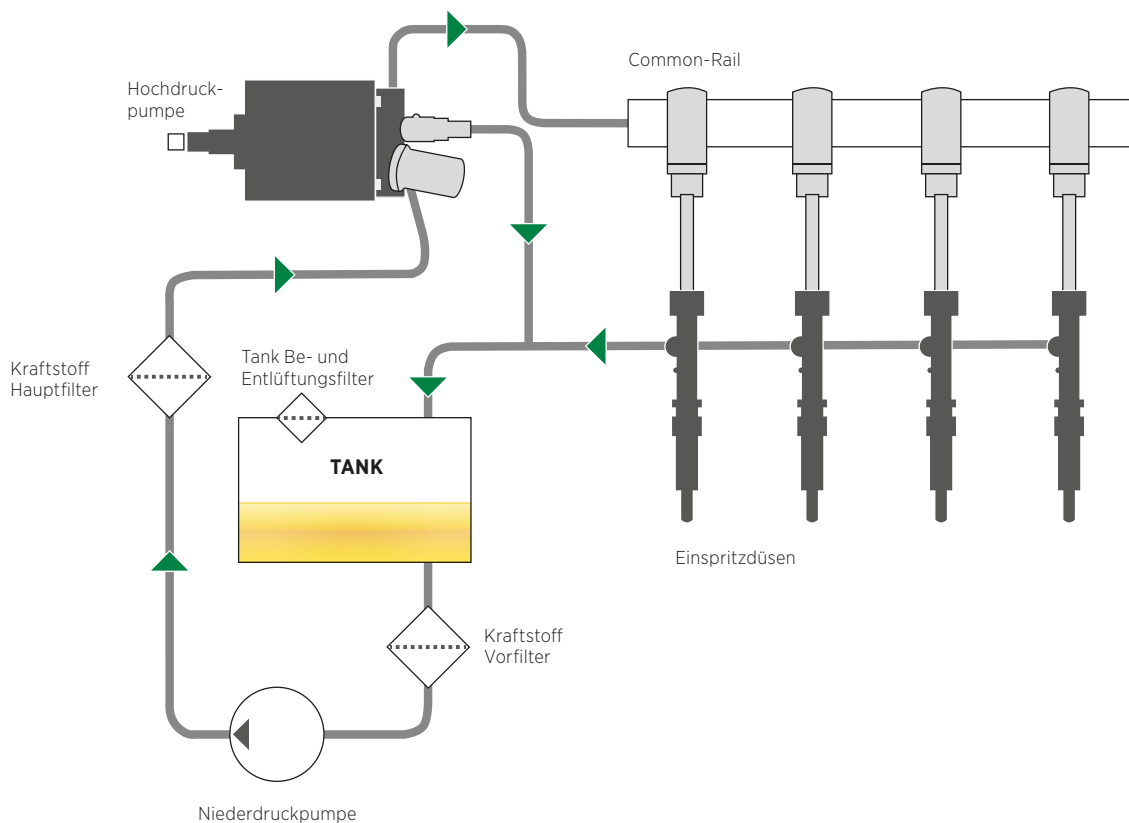 Common-Rail
Hochdruck-
pumpe
Tank Be- und
Entlüftungsfilter
Kraftstoff
Hauptfilter
TANK
Einspritzdüsen
Kraftstoff
Vorfilter
Niederdruckpumpe